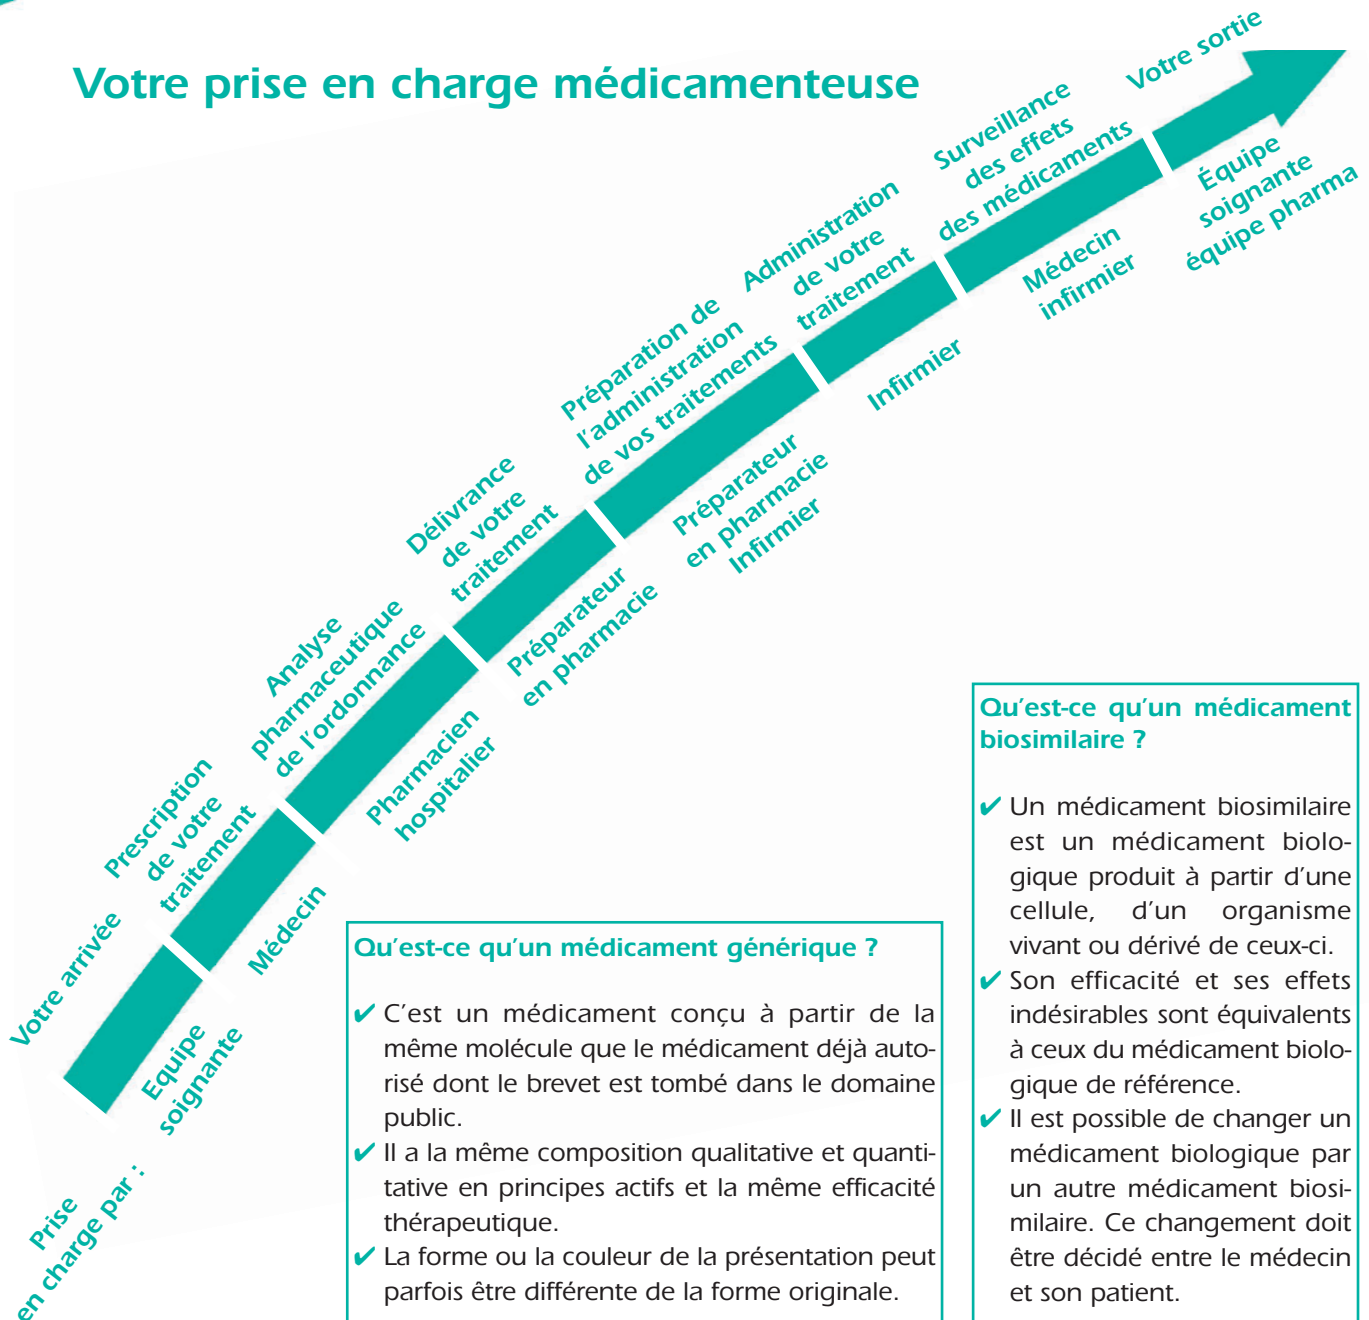 Votre prise en charge médicamenteuse
Votre arrivée
Prescription
de votre
traitement
Analyse
pharmaceutique
de l'ordonnance
Délivrance
de votre
traitement
Préparation de
l'administration
de vos traitements
Administration
de votre
traitement
Surveillance
des effets
des médicaments
Votre sortie
Prise
en charge par :
Equipe
soignante
Médecin
Pharmacien
hospitalier
Préparateur
en pharmacie
Préparateur
en pharmacie
Infirmier
Infirmier
Médecin
infirmier
Équipe
soignante
équipe pharma
Qu'est-ce qu'un médicament générique ?
✔ C'est un médicament conçu à partir de la
même molécule que le médicament déjà auto-
risé dont le brevet est tombé dans le domaine
public.
✔ Il a la même composition qualitative et quanti-
tative en principes actifs et la même efficacité
thérapeutique.
✔ La forme ou la couleur de la présentation peut
parfois être différente de la forme originale.
Qu'est-ce qu'un médicament
biosimilaire ?
✔ Un médicament biosimilaire
est un médicament biolo-
gique produit à partir d'une
cellule, d'un organisme
vivant ou dérivé de ceux-ci.
✔ Son efficacité et ses effets
indésirables sont équivalents
à ceux du médicament biolo-
gique de référence.
✔ Il est possible de changer un
médicament biologique par
un autre médicament biosi-
milaire. Ce changement doit
être décidé entre le médecin
et son patient.